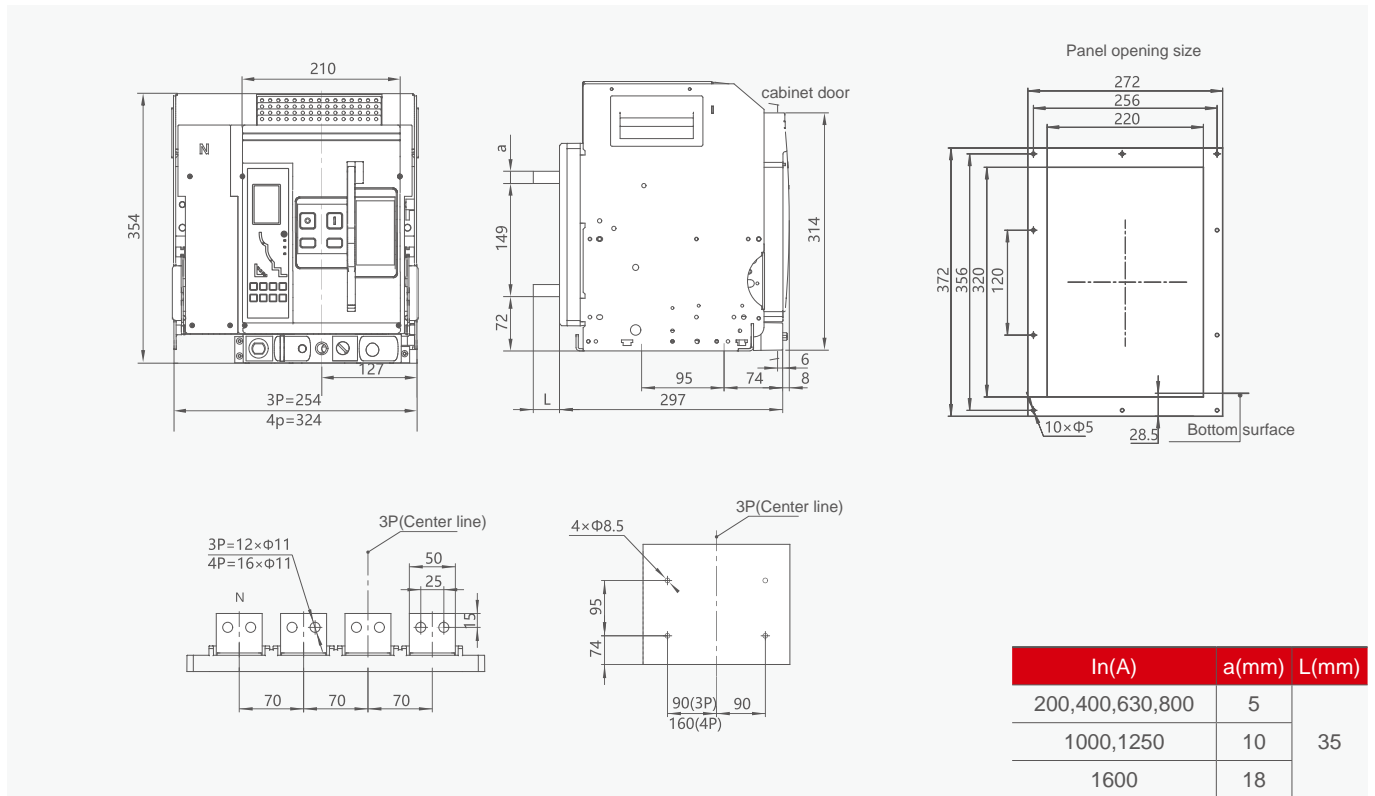 Panel opening size
210
cabinet door
272
256
220
N
a
354
149
314
372
356
320
120
72
127
6
95
74
8
3P=254
L
297
4p=324
10×Φ5
28.5
Bottom surface
3P(Center line)
3P(Center line)
4×Φ8.5
3P=12×Φ11
4P=16×Φ11
50
25
N
15
95
74
70
70
70
90(3P)
90
160(4P)
In(A) a(mm) L(mm)
200,400,630,800 5
1000,1250 10 35
1600 18